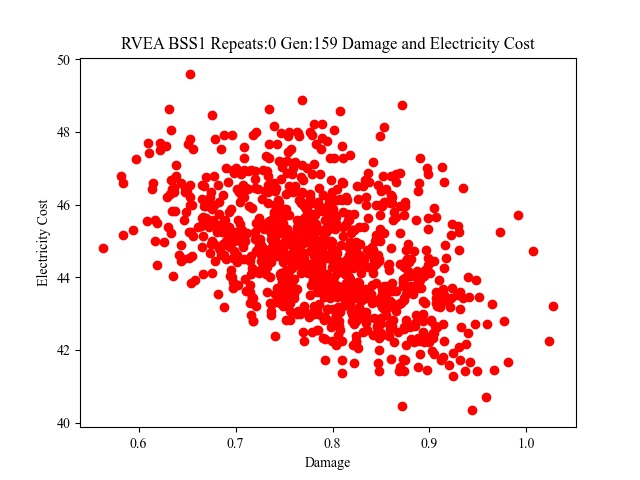 RVEA BSS1 Repeats:0 Gen:159 Damage and Electricity Cost
50
48
46
44
42
40
Electricity Cost
0.6 0.7 0.8 0.9 1.0
Damage